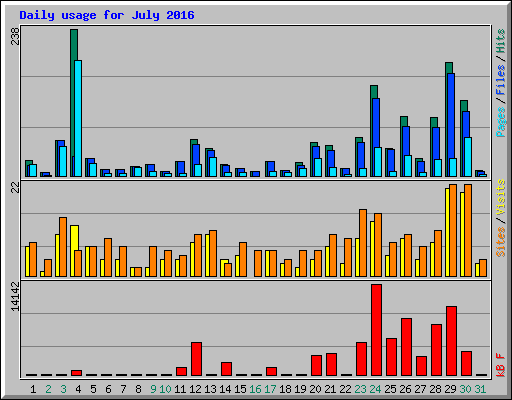 Daily usage for July 2016
238
Pages / Files / Hits
22
Sites / Visits
14142
kB F
1 2 3 4 5 6 7 8 9 10 11 12 13 14 15 16 17 18 19 20 21 22 23 24 25 26 27 28 29 30 31